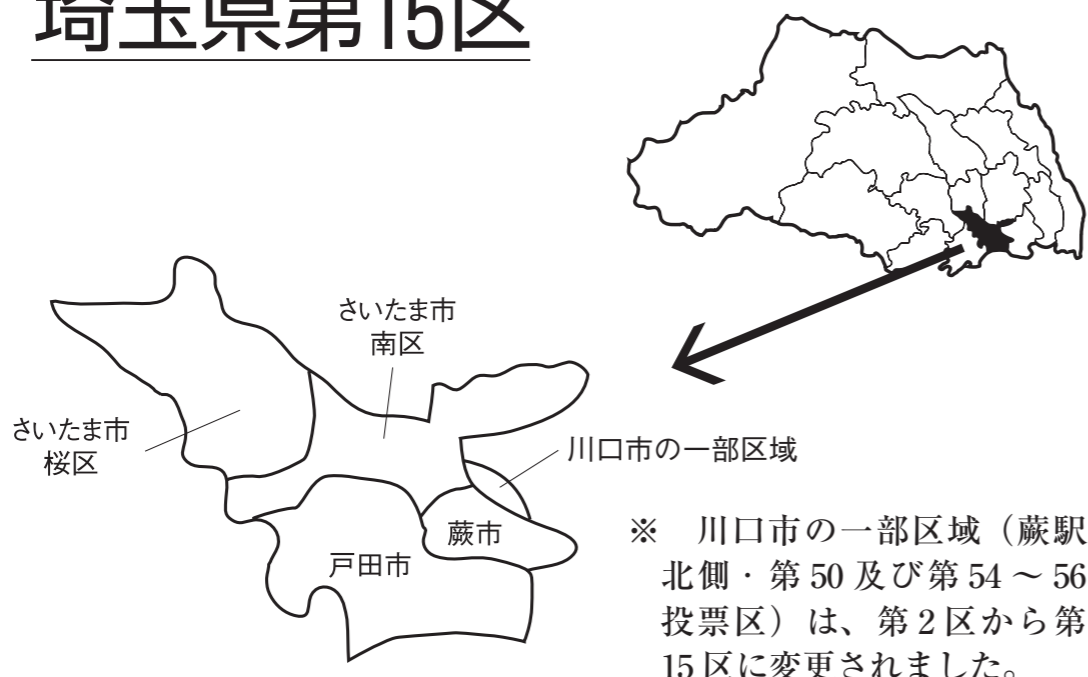 埼玉県第15区
さいたま市
南区
さいたま市
桜区
川口市の一部区域
蕨市
戸田市
※　川口市の一部区域（蕨駅
北側・第50及び第54～56
投票区）は、第2区から第
15区に変更されました。